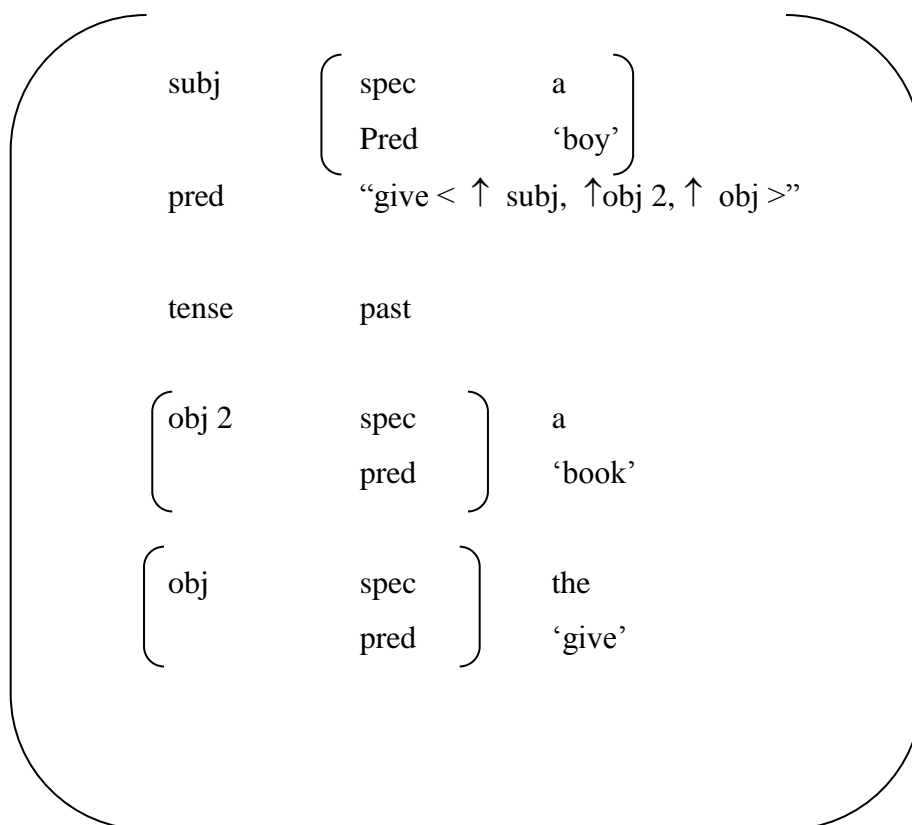 subj spec a
Pred ‘boy’
pred “give < ↑ subj, ↑obj 2, ↑ obj >”
tense past
obj 2 spec a
pred ‘book’
obj spec the
pred ‘give’